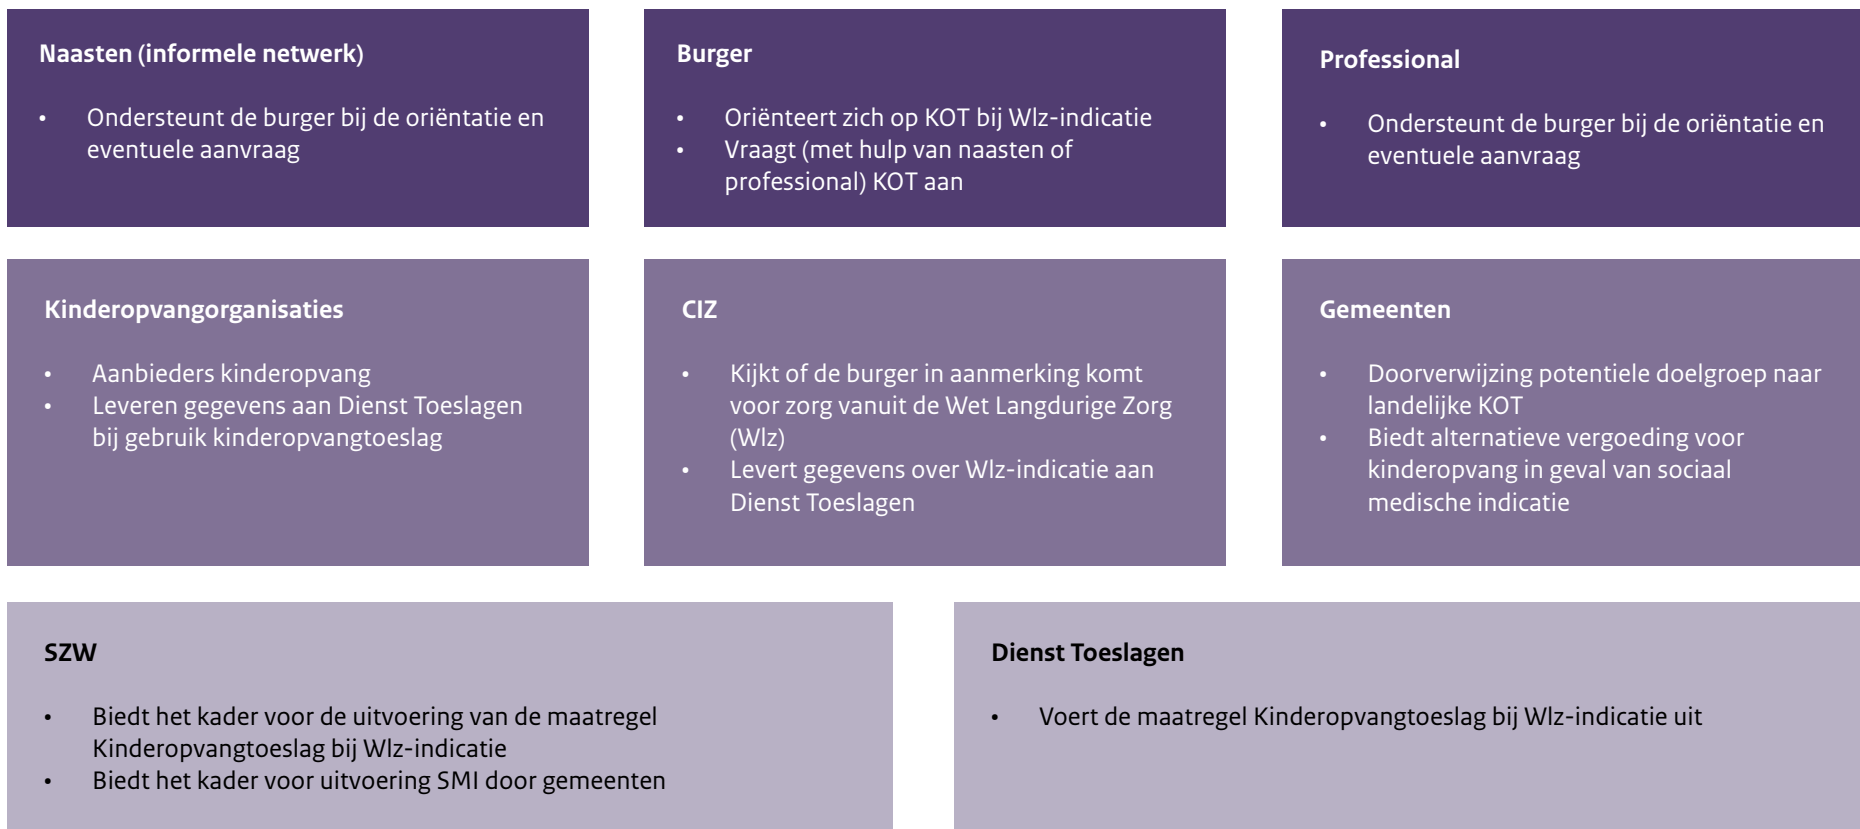 Naasten (informele netwerk)
• Ondersteunt de burger bij de oriëntatie en
eventuele aanvraag
Burger
• Oriënteert zich op KOT bij Wlz-indicatie
• Vraagt (met hulp van naasten of
professional) KOT aan
Professional
• Ondersteunt de burger bij de oriëntatie en
eventuele aanvraag
Kinderopvangorganisaties
• Aanbieders kinderopvang
• Leveren gegevens aan Dienst Toeslagen
bij gebruik kinderopvangtoeslag
CIZ
• Kijkt of de burger in aanmerking komt
voor zorg vanuit de Wet Langdurige Zorg
(Wlz)
• Levert gegevens over Wlz-indicatie aan
Dienst Toeslagen
Gemeenten
• Doorverwijzing potentiele doelgroep naar
landelijke KOT
• Biedt alternatieve vergoeding voor
kinderopvang in geval van sociaal
medische indicatie
SZW
• Biedt het kader voor de uitvoering van de maatregel
Kinderopvangtoeslag bij Wlz-indicatie
• Biedt het kader voor uitvoering SMI door gemeenten
Dienst Toeslagen
• Voert de maatregel Kinderopvangtoeslag bij Wlz-indicatie uit